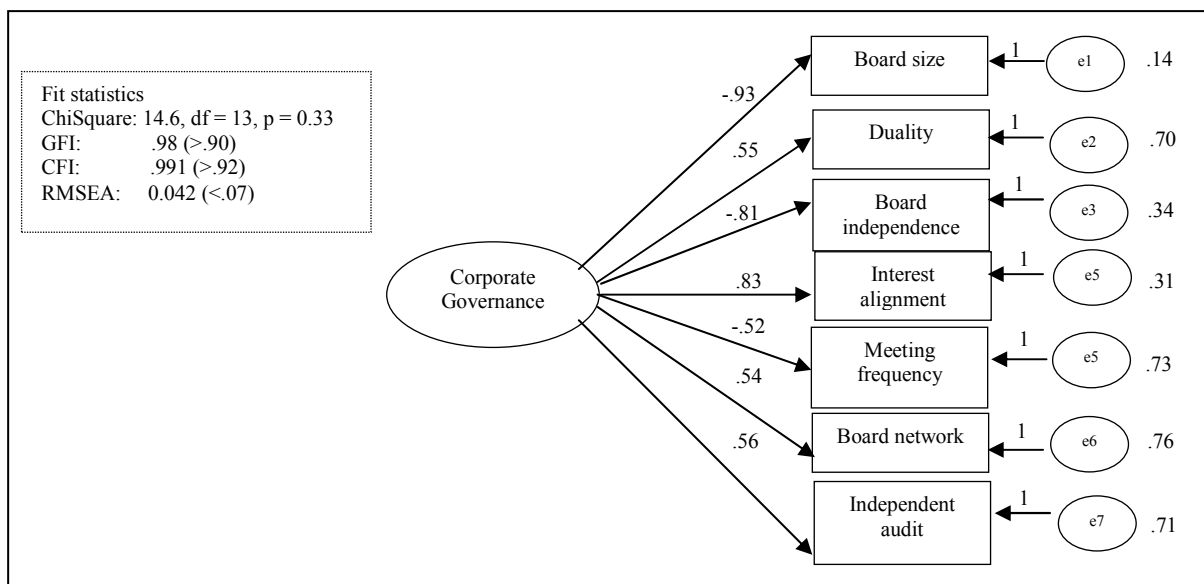 Fit statistics
ChiSquare: 14.6, df = 13, p = 0.33
GFI: .98 (>.90)
CFI: .991 (>.92)
RMSEA: 0.042 (<.07)
Corporate
Governance
-.93
.55
-.81
.83
-.52
.54
.56
Board size
1
e1
.14
Duality
1
e2
.70
Board
independence
1
e3
.34
Interest
alignment
1
e5
.31
Meeting
frequency
1
e5
.73
Board network
1
e6
.76
Independent
audit
1
e7
.71